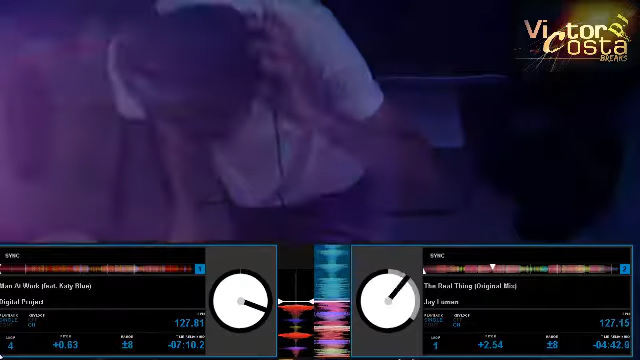 Victor DJ
Costa
BREAKS
SYNC
1
Man At Work (feat. Katy Blue)
Digital Project
127.81
4
+0.63
±8
-07:10.2
SYNC
2
The Real Thing (Original Mix)
Jay Lumen
127.15
1
+2.54
±8
-04:42.0